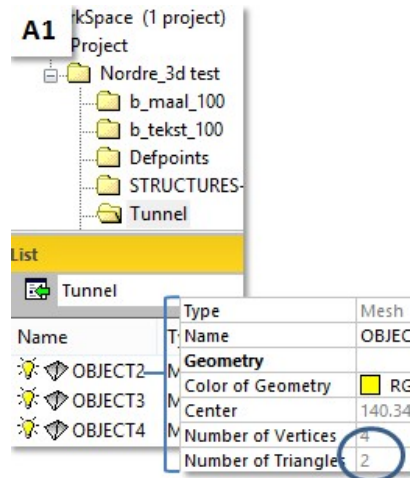 A1
rkSpace (1 project)
Project
Nordre_3d test
b_maal_100
b_tekst_100
Defpoints
STRUCTURES-
Tunnel
List
Tunnel
Name T
OBJECT2 M
OBJECT3 M
OBJECT4 M
Type Mesh
Name OBJEC
Geometry
Color of Geometry RG
Center 140.34
Number of Vertices 4
Number of Triangles 2